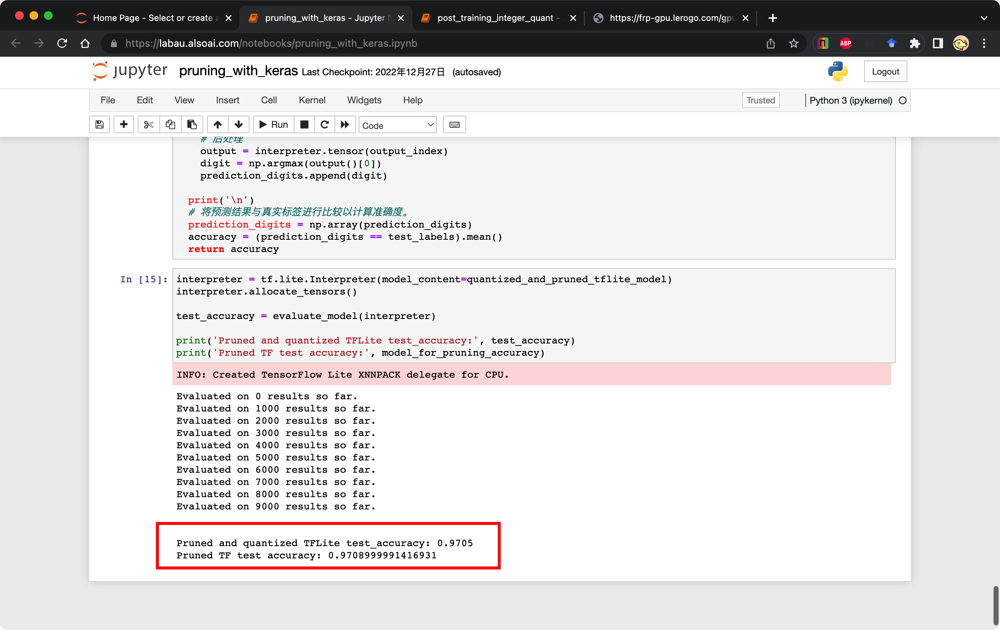 Home Page - Select or create a
pruning_with_keras - Jupyter N
post_training_integer_quant -
https://frp-gpu.lerogo.com/gpu
https://labau.alsoai.com/notebooks/pruning_with_keras.ipynb
ABP
jupyter pruning_with_keras Last Checkpoint: 2022年12月27日 (autosaved)
Logout
File Edit View Insert Cell Kernel Widgets Help
Trusted
Python 3 (ipykernel)
Run
Code
# 后处理
output = interpreter.tensor(output_index)
digit = np.argmax(output()[0])
prediction_digits.append(digit)
print('\n')
# 将预测结果与真实标签进行比较以计算准确度。
prediction_digits = np.array(prediction_digits)
accuracy = (prediction_digits == test_labels).mean()
return accuracy
In [15]:
interpreter = tf.lite.Interpreter(model_content=quantized_and_pruned_tflite_model)
interpreter.allocate_tensors()
test_accuracy = evaluate_model(interpreter)
print('Pruned and quantized TFLite test_accuracy:', test_accuracy)
print('Pruned TF test accuracy:', model_for_pruning_accuracy)
INFO: Created TensorFlow Lite XNNPACK delegate for CPU.
Evaluated on 0 results so far.
Evaluated on 1000 results so far.
Evaluated on 2000 results so far.
Evaluated on 3000 results so far.
Evaluated on 4000 results so far.
Evaluated on 5000 results so far.
Evaluated on 6000 results so far.
Evaluated on 7000 results so far.
Evaluated on 8000 results so far.
Evaluated on 9000 results so far.
Pruned and quantized TFLite test_accuracy: 0.9705
Pruned TF test accuracy: 0.9708999991416931